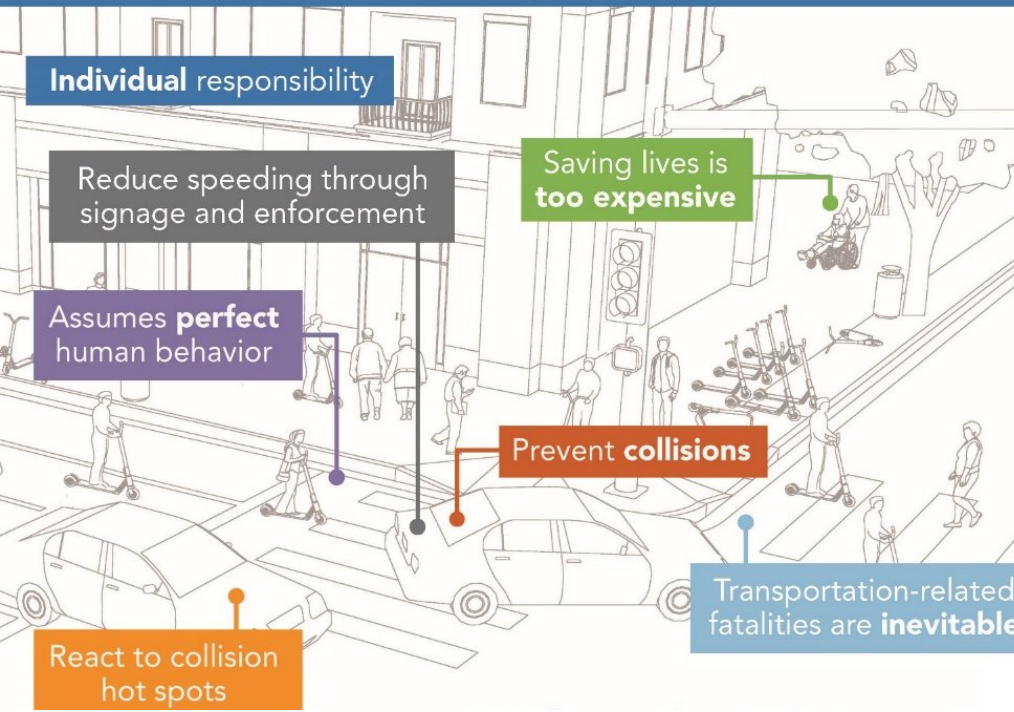 Individual responsibility
Reduce speeding through
signage and enforcement
Saving lives is
too expensive
Assumes perfect
human behavior
Prevent collisions
Transportation-related
fatalities are inevitable
React to collision
hot spots